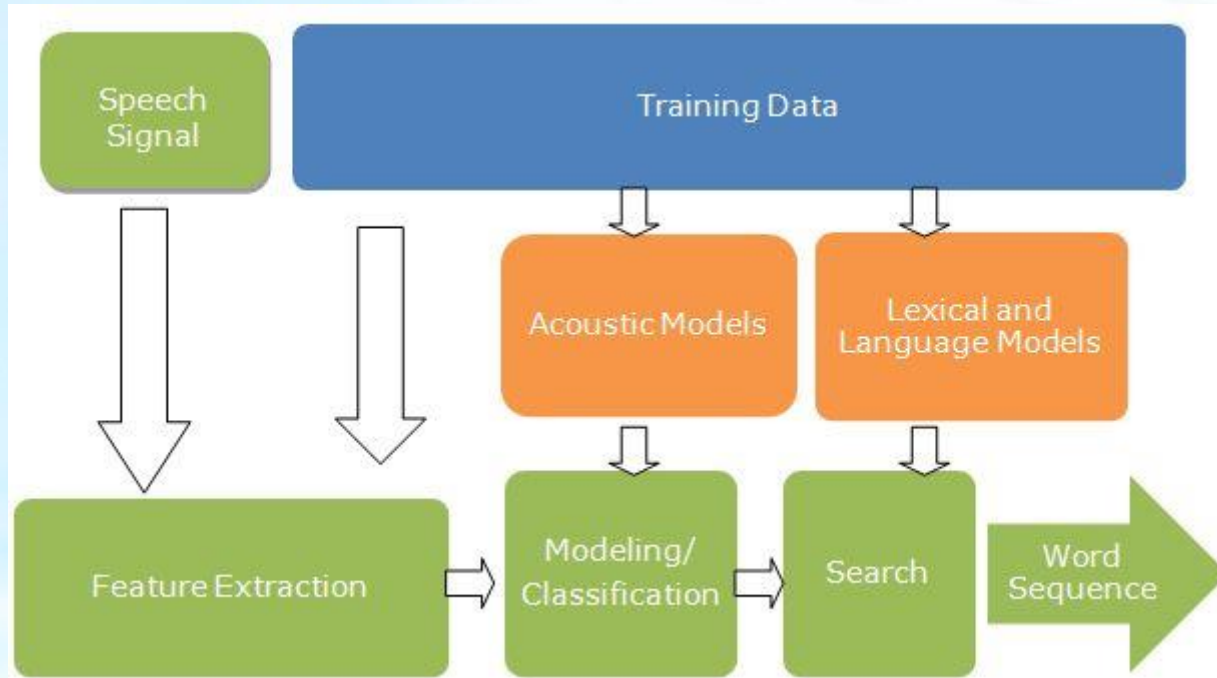 Speech
Signal
Training Data
Acoustic Models
Lexical and
Language Models
Feature Extraction
Modeling/
Classification
Search
Word
Sequence